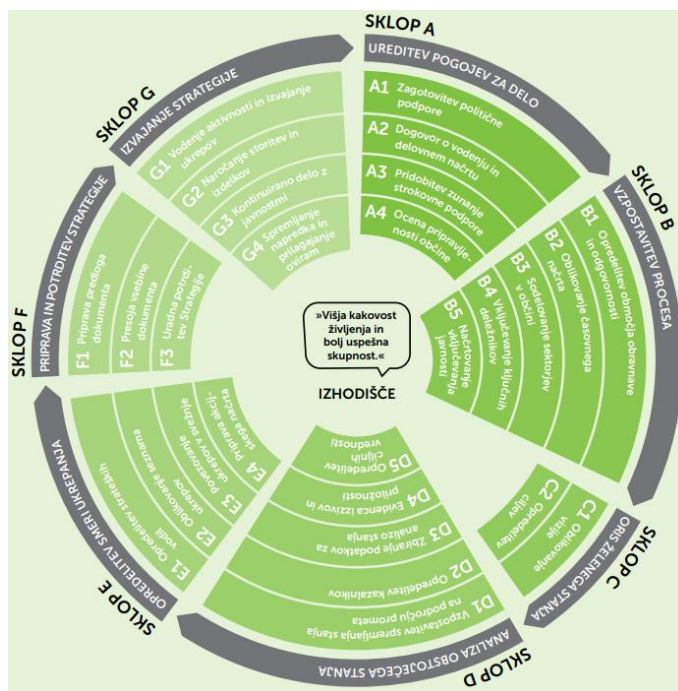 SKLOP A
UREDITEV POGOJEV ZA DELO
A1 Zagotovitev politične
podpore
A2 Dogovor o vodenju in
delovnem načrtu
A3 Pridobitev zunanje
strokovne podpore
A4 Ocena pripravlje-
nosti občine
SKLOP B
VZPOSTAVITEV PROCESA
B1 Opredelitev območja obravnave
in odgovornosti
B2 Oblikovanje časovnega
načrta
B3 Sodelovanje sektorjev
v občini
B4 Vključevanje ključnih
deležnikov
B5 Načrtovanje
vključevanja
javnosti
SKLOP C
ORIS ŽELENEGA STANJA
C1 Oblikovanje
vizije
C2 Opredelitev
ciljev
SKLOP D
ANALIZA OBSTOJEČEGA STANJA
D1 Vzpostavitev spremljanja stanja
na področju prometa
D2 Opredelitev kazalnikov
D3 Zbiranje podatkov za
analizo stanja
D4 Evidenca izzivov in
priložnosti
D5 Opredelitev
ciljnih
vrednosti
SKLOP E
OPREDELITEV SMERI UKREPANJA
E1 Opredelitev strateških
vodil
E2 Oblikovanje seznama
ukrepov
E3 Povezovanje
ukrepov v svežnje
E4 Priprava akcij-
skega načrta
SKLOP F
PRIPRAVA IN POTRDITEV STRATEGIJE
F1 Priprava predloga
dokumenta
F2 Presoja vsebine
dokumenta
F3 Uradna potrdi-
tev Strategije
SKLOP G
IZVAJANJE STRATEGIJE
G1 Vodenje aktivnosti in izvajanje
ukrepov
G2 Naročanje storitev in
izdelkov
G3 Kontinuirano delo z
javnostmi
G4 Spremljanje
napredka in
prilagajanje
oviram
»Višja kakovost
življenja in
bolj uspešna
skupnost.«
IZHODIŠČE